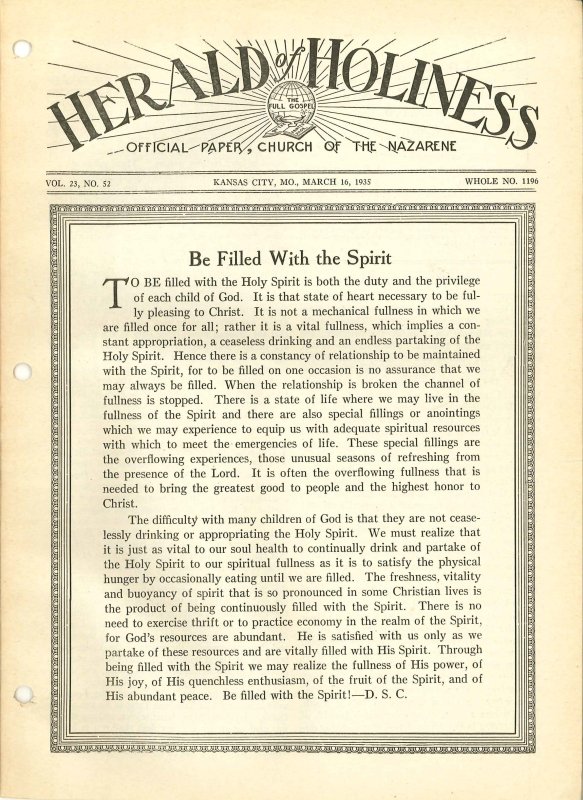 HERALD of HOLINESS
THE
FULL GOSPEL
OFFICIAL PAPER, CHURCH OF THE NAZARENE
VOL. 23, NO. 52 KANSAS CITY, MO., MARCH 16, 1935 WHOLE NO. 1196
Be Filled With the Spirit
TO BE filled with the Holy Spirit is both the duty and the privilege
of each child of God. It is that state of heart necessary to be ful-
ly pleasing to Christ. It is not a mechanical fullness in which we
are filled once for all; rather it is a vital fullness, which implies a con-
stant appropriation, a ceaseless drinking and an endless partaking of the
Holy Spirit. Hence there is a constancy of relationship to be maintained
with the Spirit, for to be filled on one occasion is no assurance that we
may always be filled. When the relationship is broken the channel of
fullness is stopped. There is a state of life where we may live in the
fullness of the Spirit and there are also special fillings or anointings
which we may experience to equip us with adequate spiritual resources
with which to meet the emergencies of life. These special fillings are
the overflowing experiences, those unusual seasons of refreshing from
the presence of the Lord. It is often the overflowing fullness that is
needed to bring the greatest good to people and the highest honor to
Christ.
The difficulty with many children of God is that they are not cease-
lessly drinking or appropriating the Holy Spirit. We must realize that
it is just as vital to our soul health to continually drink and partake of
the Holy Spirit to our spiritual fullness as it is to satisfy the physical
hunger by occasionally eating until we are filled. The freshness, vitality
and buoyancy of spirit that is so pronounced in some Christian lives is
the product of being continuously filled with the Spirit. There is no
need to exercise thrift or to practice economy in the realm of the Spirit,
for God's resources are abundant. He is satisfied with us only as we
partake of these resources and are vitally filled with His Spirit. Through
being filled with the Spirit we may realize the fullness of His power, of
His joy, of His quenchless enthusiasm, of the fruit of the Spirit, and of
His abundant peace. Be filled with the Spirit!—D. S. C.